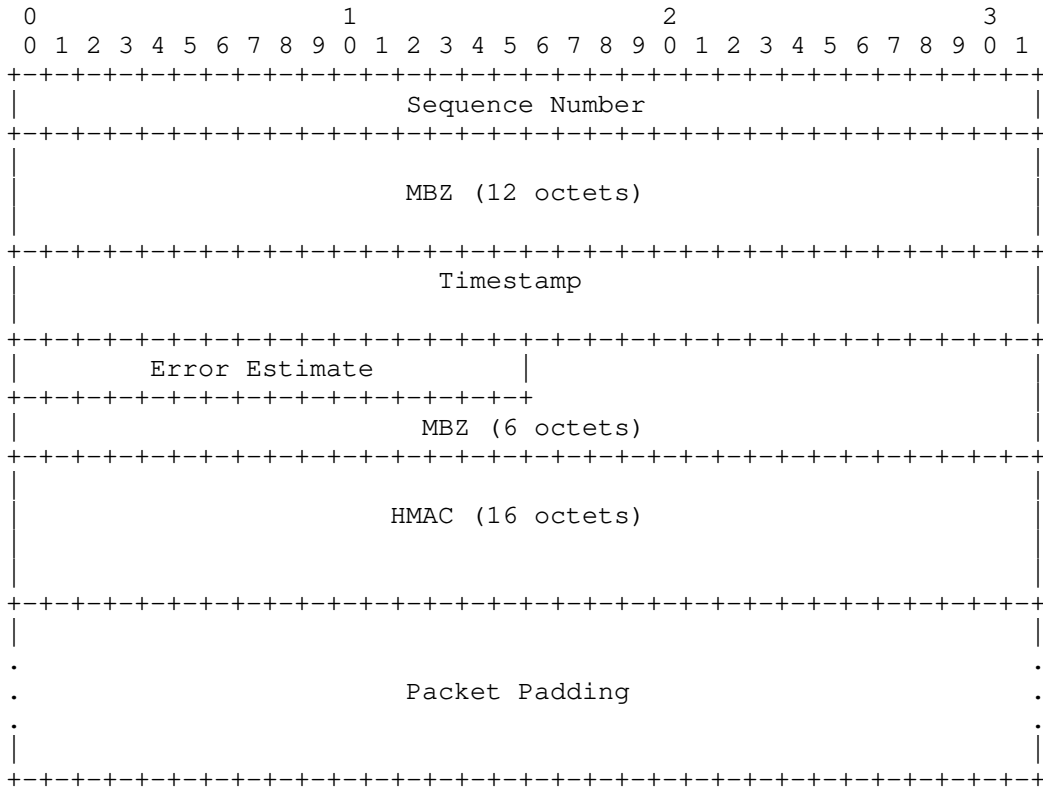 0                   1                   2                   3
 0 1 2 3 4 5 6 7 8 9 0 1 2 3 4 5 6 7 8 9 0 1 2 3 4 5 6 7 8 9 0 1
+-+-+-+-+-+-+-+-+-+-+-+-+-+-+-+-+-+-+-+-+-+-+-+-+-+-+-+-+-+-+-+-+
|                        Sequence Number                        |
+-+-+-+-+-+-+-+-+-+-+-+-+-+-+-+-+-+-+-+-+-+-+-+-+-+-+-+-+-+-+-+-+
|                                                               |
|                        MBZ (12 octets)                        |
|                                                               |
+-+-+-+-+-+-+-+-+-+-+-+-+-+-+-+-+-+-+-+-+-+-+-+-+-+-+-+-+-+-+-+-+
|                          Timestamp                            |
|                                                               |
+-+-+-+-+-+-+-+-+-+-+-+-+-+-+-+-+-+-+-+-+-+-+-+-+-+-+-+-+-+-+-+-+
|        Error Estimate         |                               |
+-+-+-+-+-+-+-+-+-+-+-+-+-+-+-+-+                               |
|                         MBZ (6 octets)                        |
+-+-+-+-+-+-+-+-+-+-+-+-+-+-+-+-+-+-+-+-+-+-+-+-+-+-+-+-+-+-+-+-+
|                                                               |
|                       HMAC (16 octets)                        |
|                                                               |
|                                                               |
+-+-+-+-+-+-+-+-+-+-+-+-+-+-+-+-+-+-+-+-+-+-+-+-+-+-+-+-+-+-+-+-+
|                                                               |
.                                                               .
.                        Packet Padding                         .
.                                                               .
|                                                               |
+-+-+-+-+-+-+-+-+-+-+-+-+-+-+-+-+-+-+-+-+-+-+-+-+-+-+-+-+-+-+-+-+